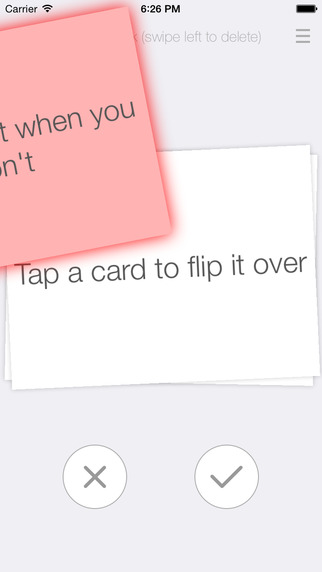 Carrier 6:26 PM
(swipe left to delete)
t when you
n't
Tap a card to flip it over